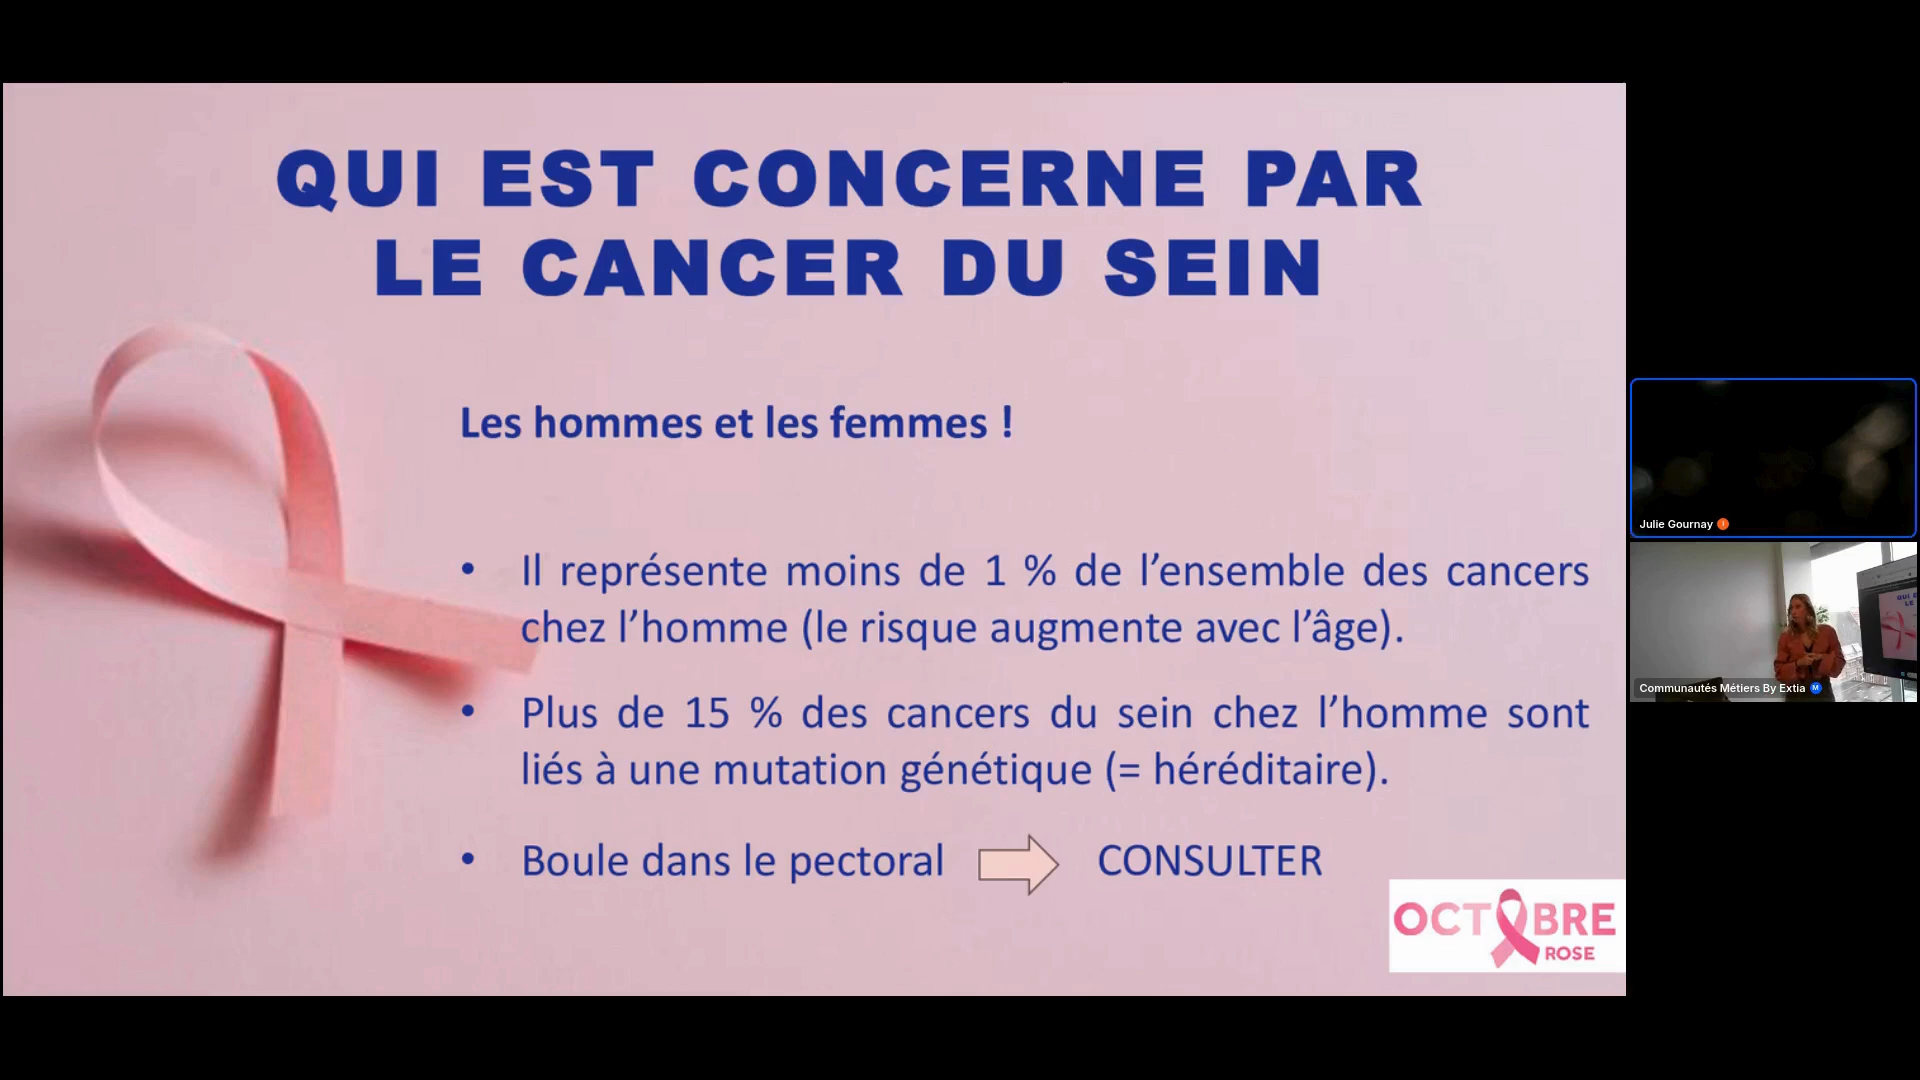 QUI EST CONCERNE PAR
LE CANCER DU SEIN
Les hommes et les femmes !
• Il représente moins de 1 % de l’ensemble des cancers
chez l’homme (le risque augmente avec l’âge).
• Plus de 15 % des cancers du sein chez l’homme sont
liés à une mutation génétique (= héréditaire).
• Boule dans le pectoral
CONSULTER
OCTOBRE
ROSE
Julie Gournay
Communautés Métiers By Extia M
QUI E
LE